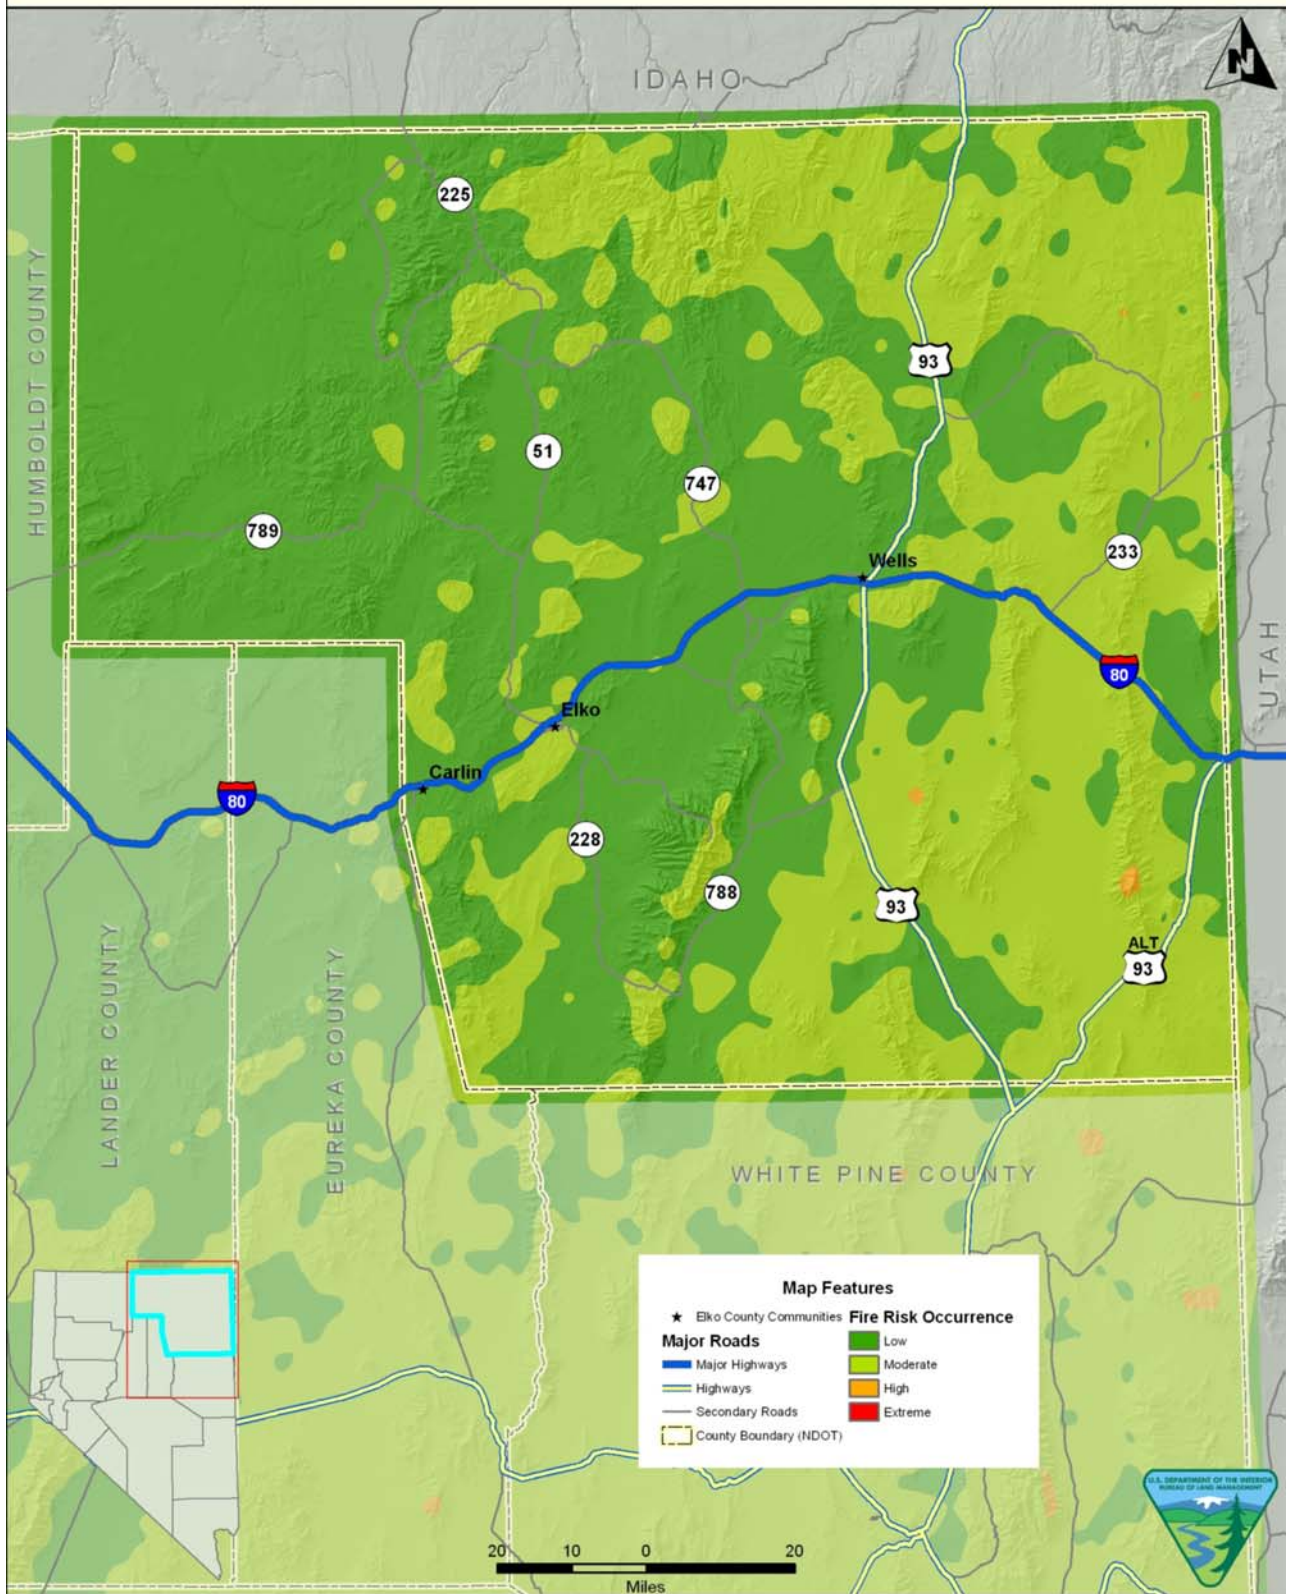 N
IDAHO
225
HUMBOLDT COUNTY
93
51
747
789
233
Wells
UTAH
80
Elko
Carlin
80
228
788
93
ALT
93
LANDER COUNTY
EUREKA COUNTY
WHITE PINE COUNTY
Map Features
Elko County Communities
Major Roads
Major Highways
Highways
Secondary Roads
County Boundary (NDOT)
Fire Risk Occurrence
Low
Moderate
High
Extreme
U.S. DEPARTMENT OF THE INTERIOR
BUREAU OF LAND MANAGEMENT
20 10 0 20
Miles